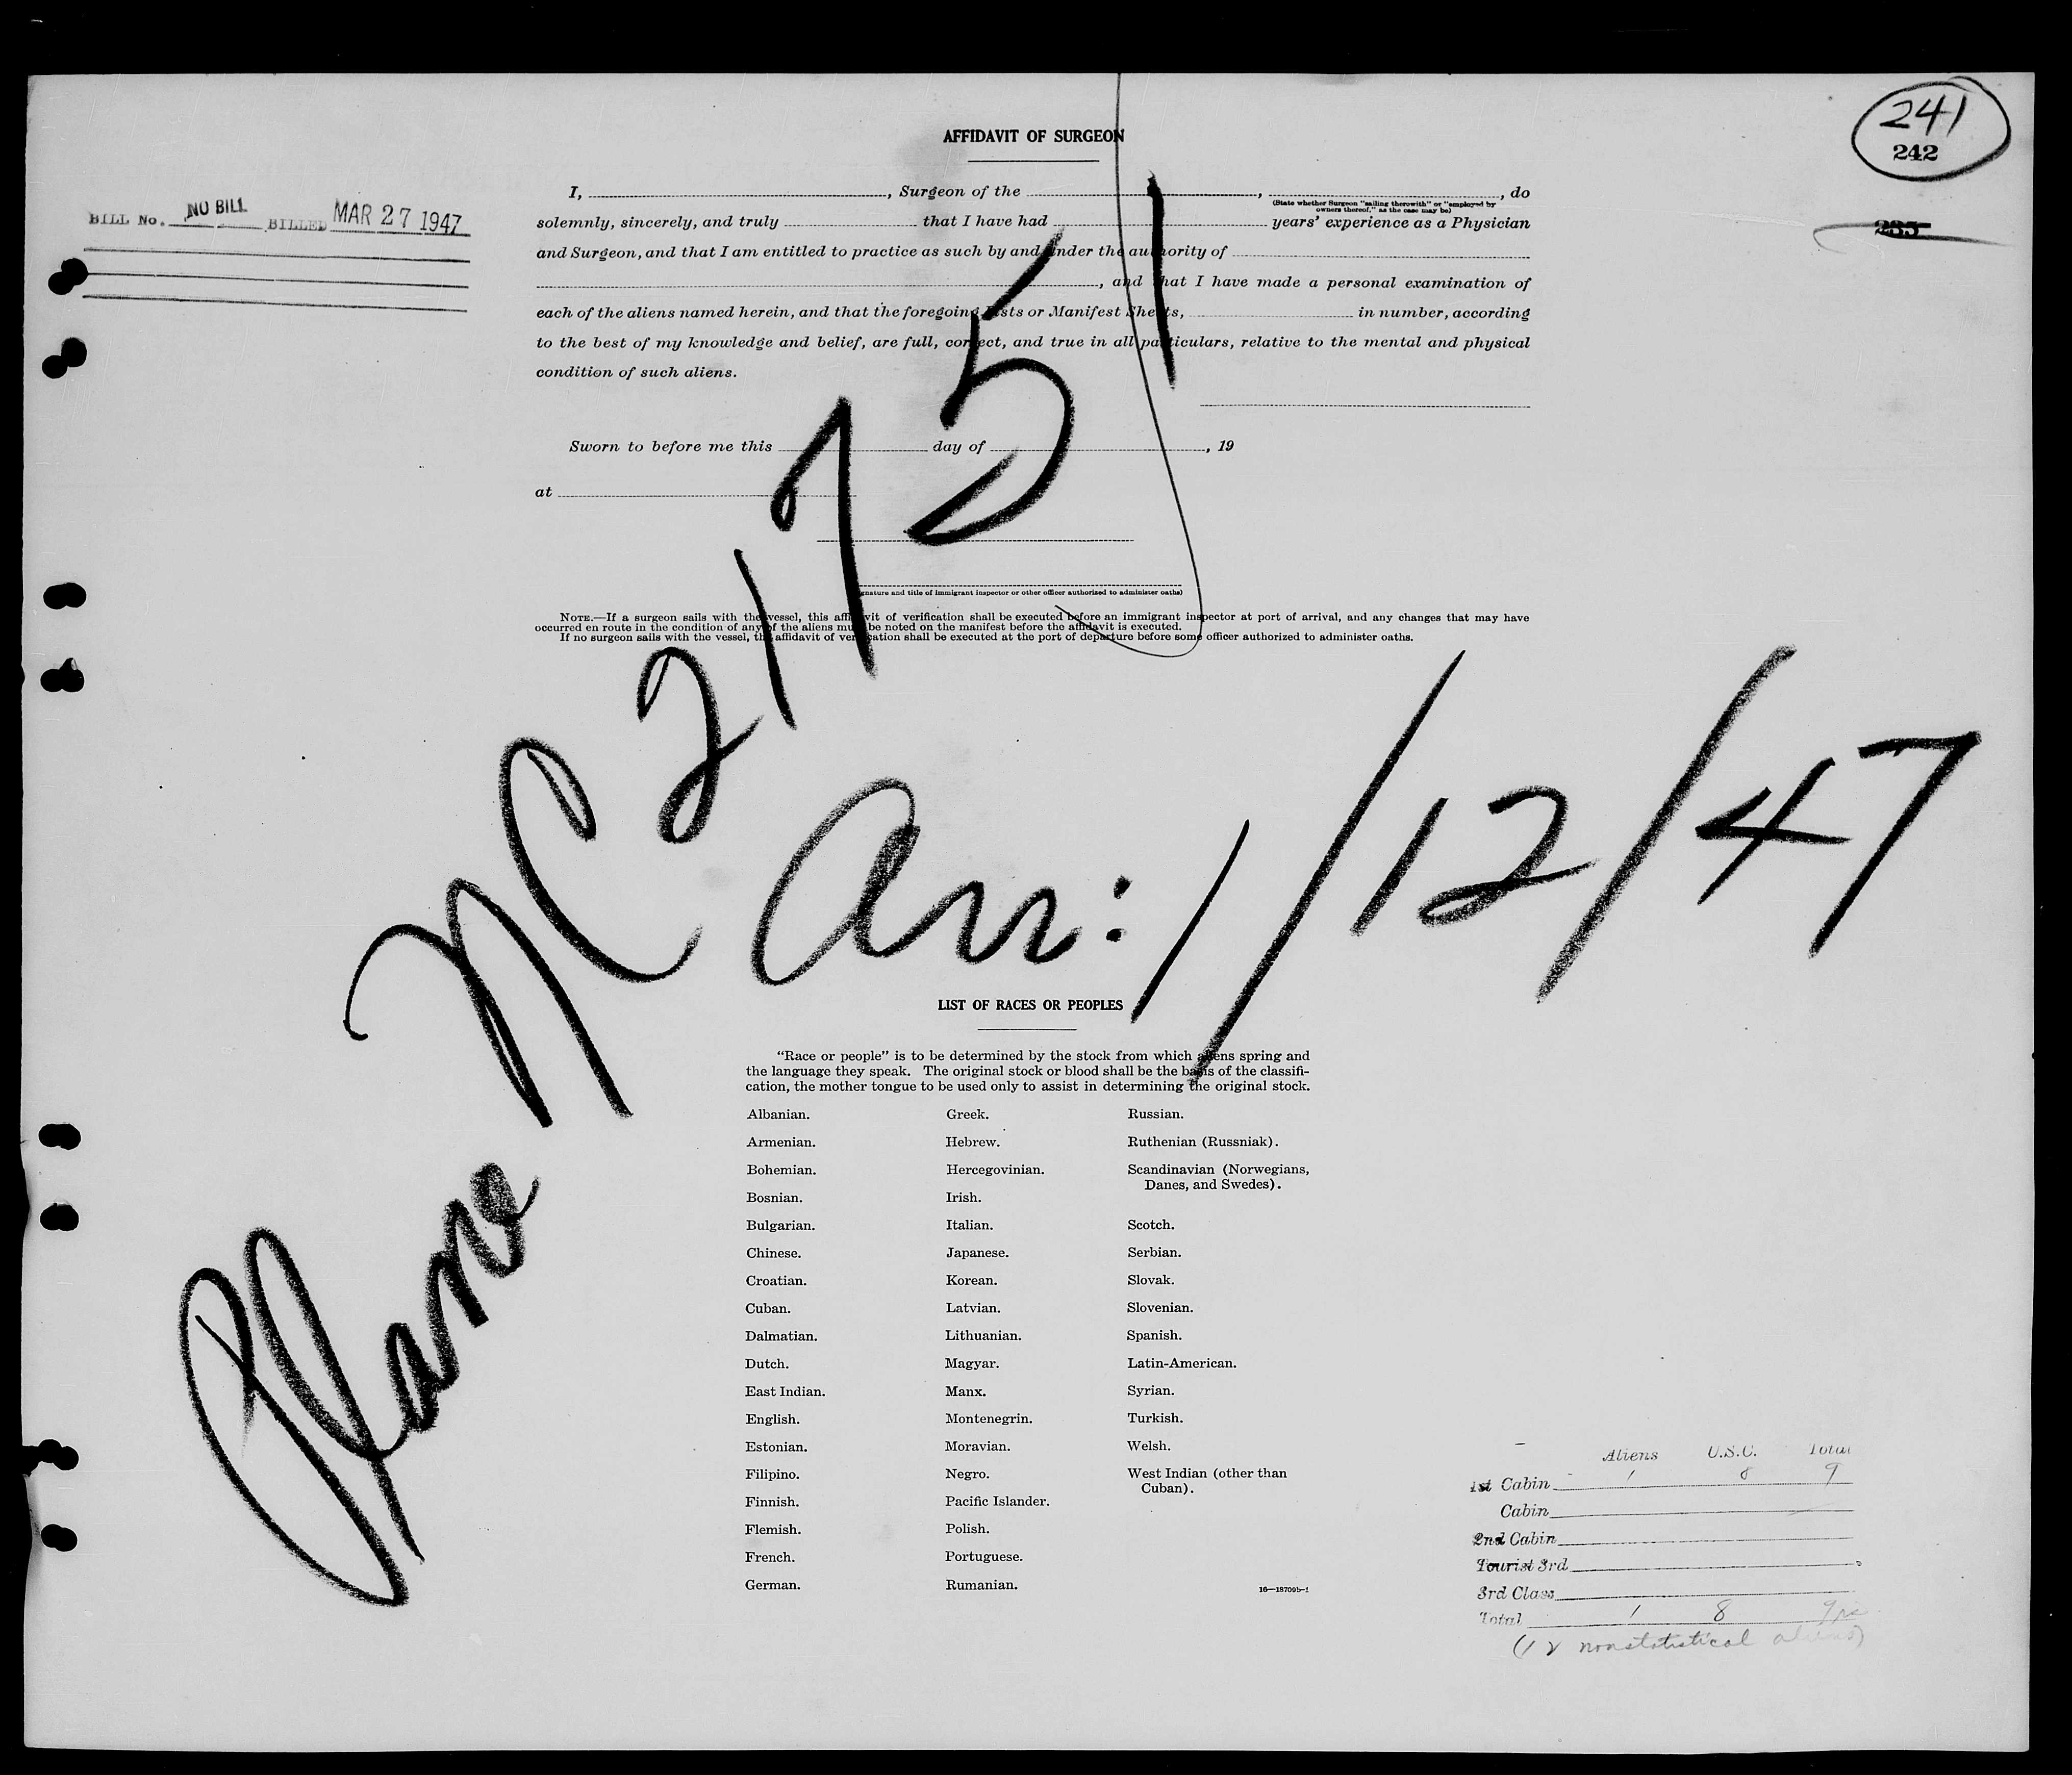 241
242
235
BILL No. NO BILL BILLED MAR 27 1947
AFFIDAVIT OF SURGEON
I, , Surgeon of the , , do
(State whether Surgeon "sailing therewith" or "employed by
owners thereof," as the case may be)
solemnly, sincerely, and truly that I have had years' experience as a Physician
and Surgeon, and that I am entitled to practice as such by and under the authority of
, and that I have made a personal examination of
each of the aliens named herein, and that the foregoing Lists or Manifest Sheets, in number, according
to the best of my knowledge and belief, are full, correct, and true in all particulars, relative to the mental and physical
condition of such aliens.
Sworn to before me this day of , 19
at
nature and title of immigrant inspector or other officer authorized to administer oaths)
NOTE.—If a surgeon sails with the vessel, this affidavit of verification shall be executed before an immigrant inspector at port of arrival, and any changes that may have
occurred en route in the condition of any of the aliens must be noted on the manifest before the affidavit is executed.
If no surgeon sails with the vessel, the affidavit of verification shall be executed at the port of departure before some officer authorized to administer oaths.
Plane NC 21751
Arr: 1/12/47
LIST OF RACES OR PEOPLES
"Race or people" is to be determined by the stock from which aliens spring and
the language they speak. The original stock or blood shall be the basis of the classifi-
cation, the mother tongue to be used only to assist in determining the original stock.
Albanian. Greek. Russian.
Armenian. Hebrew. Ruthenian (Russniak).
Bohemian. Hercegovinian. Scandinavian (Norwegians,
Danes, and Swedes).
Bosnian. Irish.
Bulgarian. Italian. Scotch.
Chinese. Japanese. Serbian.
Croatian. Korean. Slovak.
Cuban. Latvian. Slovenian.
Dalmatian. Lithuanian. Spanish.
Dutch. Magyar. Latin-American.
East Indian. Manx. Syrian.
English. Montenegrin. Turkish.
Estonian. Moravian. Welsh.
Filipino. Negro. West Indian (other than
Cuban).
Finnish. Pacific Islander.
Flemish. Polish.
French. Portuguese.
German. Rumanian.
16—18709b-1
Aliens U.S.C. Total
1st Cabin 1 8 9
Cabin
2nd Cabin
Tourist 3rd
3rd Class
Total 1 8 9
nonstatistical aliens)